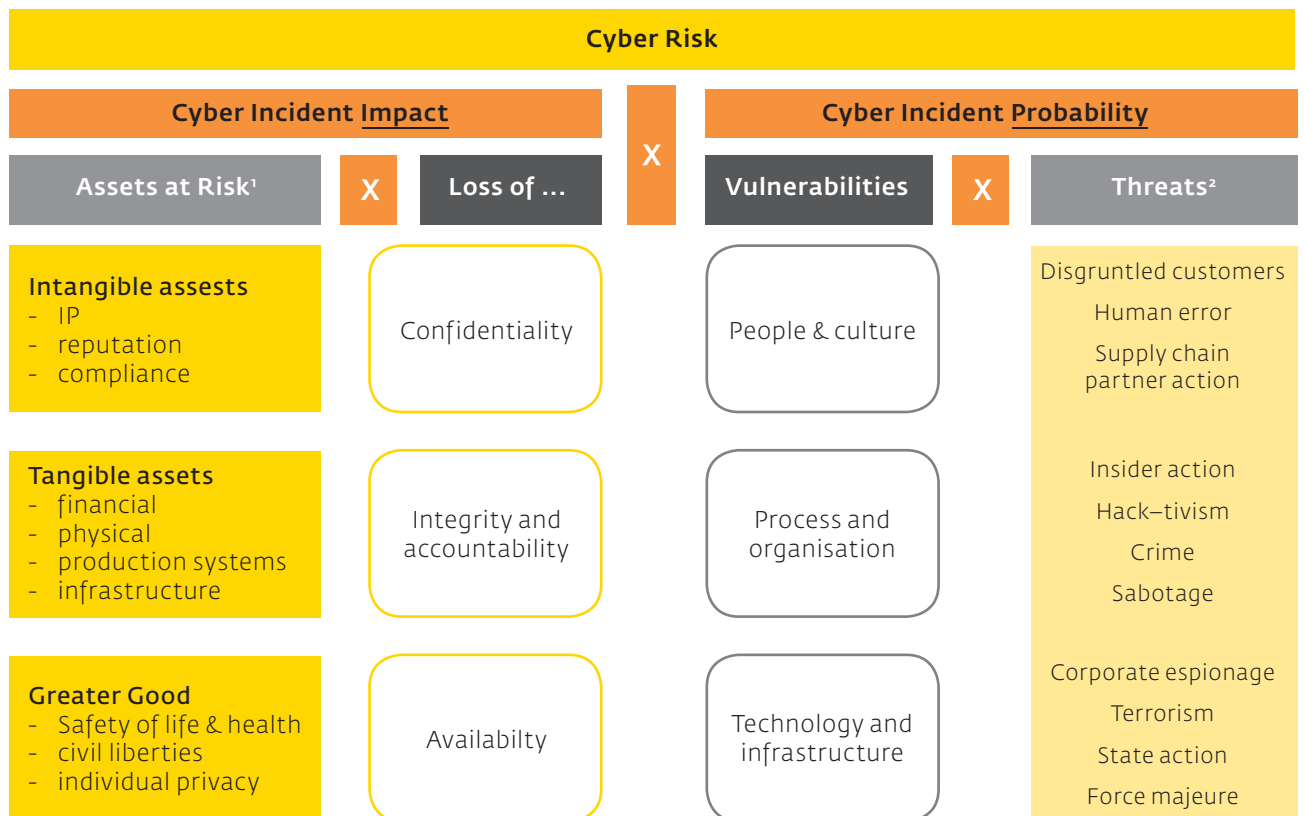 Cyber Risk
Cyber Incident Impact
X
Cyber Incident Probability
Assets at Risk¹
X
Loss of ...
Vulnerabilities
X
Threats²
Intangible assests
- IP
- reputation
- compliance
Confidentiality
People & culture
Disgruntled customers
Human error
Supply chain
partner action
Tangible assets
- financial
- physical
- production systems
- infrastructure
Integrity and
accountability
Process and
organisation
Insider action
Hack–tivism
Crime
Sabotage
Greater Good
- Safety of life & health
- civil liberties
- individual privacy
Availabilty
Technology and
infrastructure
Corporate espionage
Terrorism
State action
Force majeure